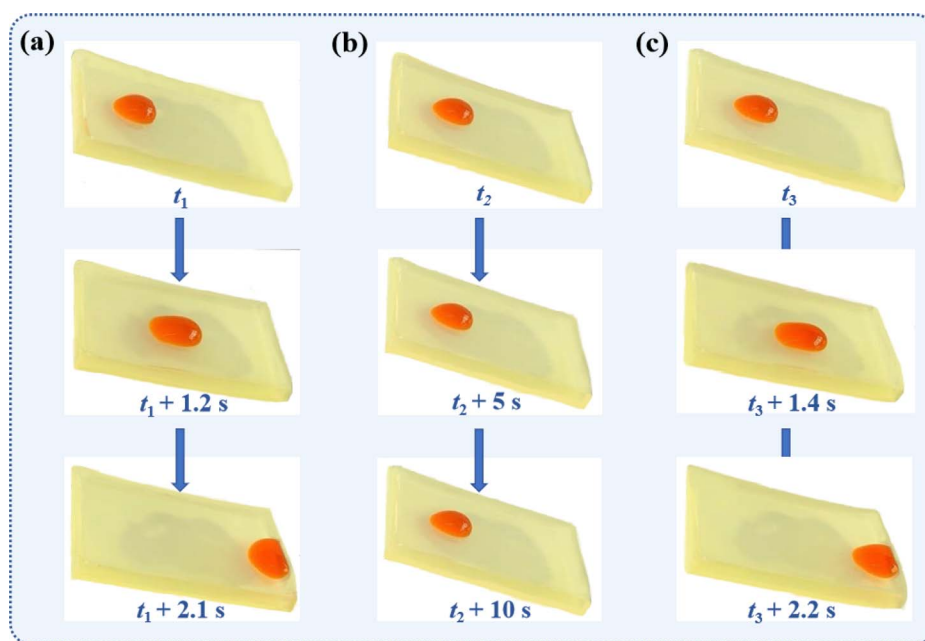 (a)
(b)
(c)
t1
t2
t3
t1 + 1.2 s
t2 + 5 s
t3 + 1.4 s
t1 + 2.1 s
t2 + 10 s
t3 + 2.2 s